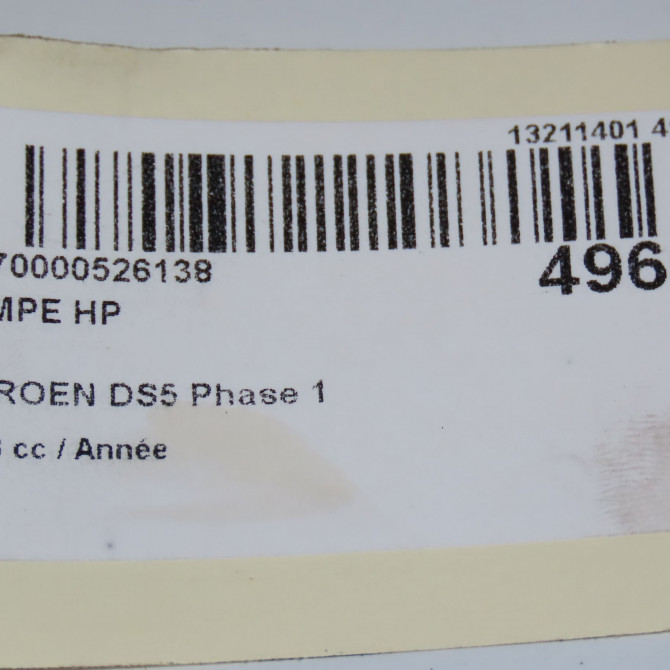 13211401 4
70000526138
496
MPE HP
ROEN DS5 Phase 1
cc / Année